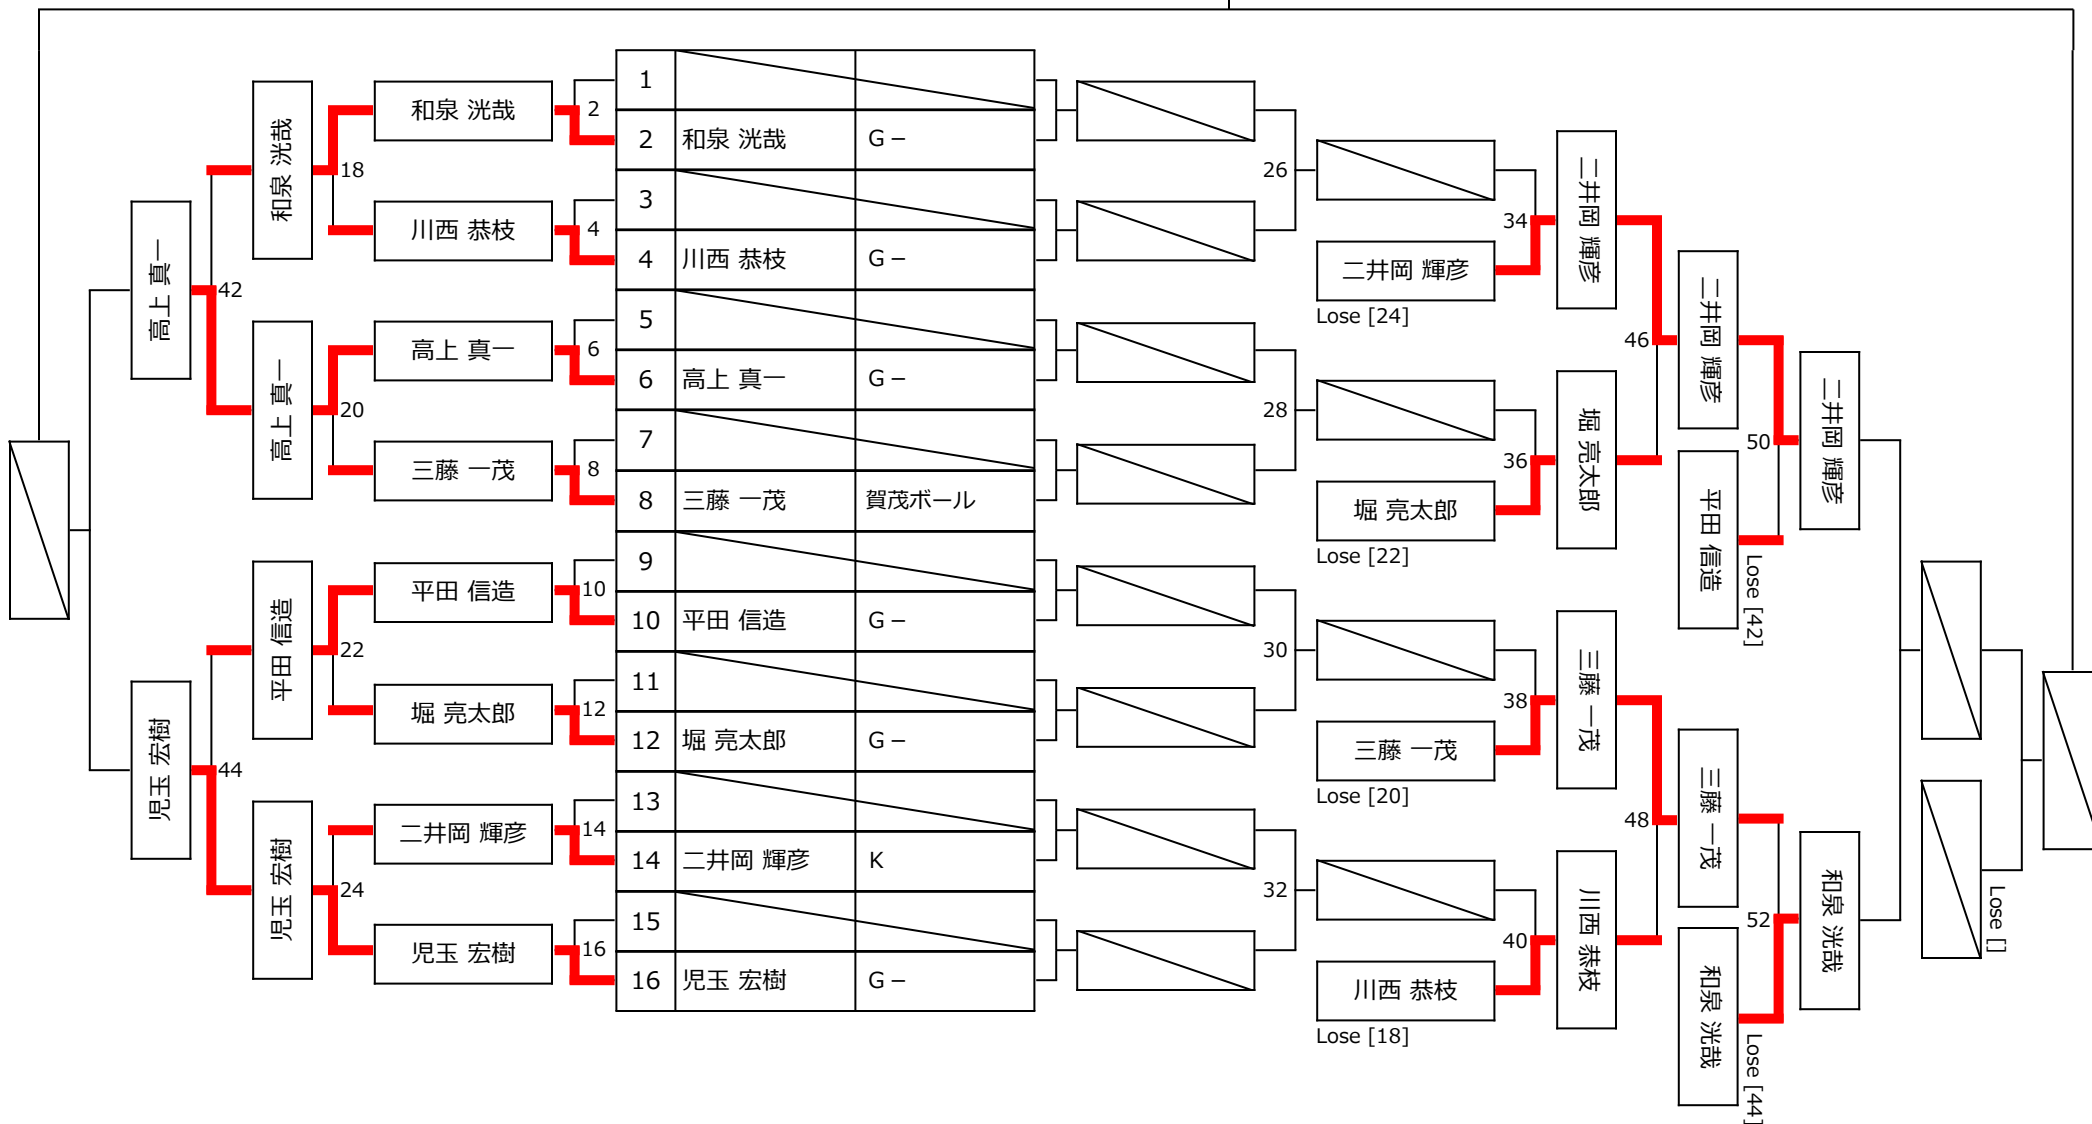 1
2 和泉 洸哉 G −
3
4 川西 恭枝 G −
5
6 高上 真一 G −
7
8 三藤 一茂 賀茂ボール
9
10 平田 信造 G −
11
12 堀 亮太郎 G −
13
14 二井岡 輝彦 K
15
16 児玉 宏樹 G −
和泉 洸哉
2
川西 恭枝
4
高上 真一
6
三藤 一茂
8
平田 信造
10
堀 亮太郎
12
二井岡 輝彦
14
児玉 宏樹
16
和泉 洸哉
18
高上 真一
20
平田 信造
22
児玉 宏樹
24
高上 真一
42
児玉 宏樹
44
26
28
30
32
34
二井岡 輝彦
Lose [24]
36
堀 亮太郎
Lose [22]
38
三藤 一茂
Lose [20]
40
川西 恭枝
Lose [18]
二井岡 輝彦
堀 亮太郎
三藤 一茂
川西 恭枝
46
48
二井岡 輝彦
平田 信造
Lose [42]
三藤 一茂
和泉 洸哉
Lose [44]
50
52
二井岡 輝彦
和泉 洸哉
Lose []